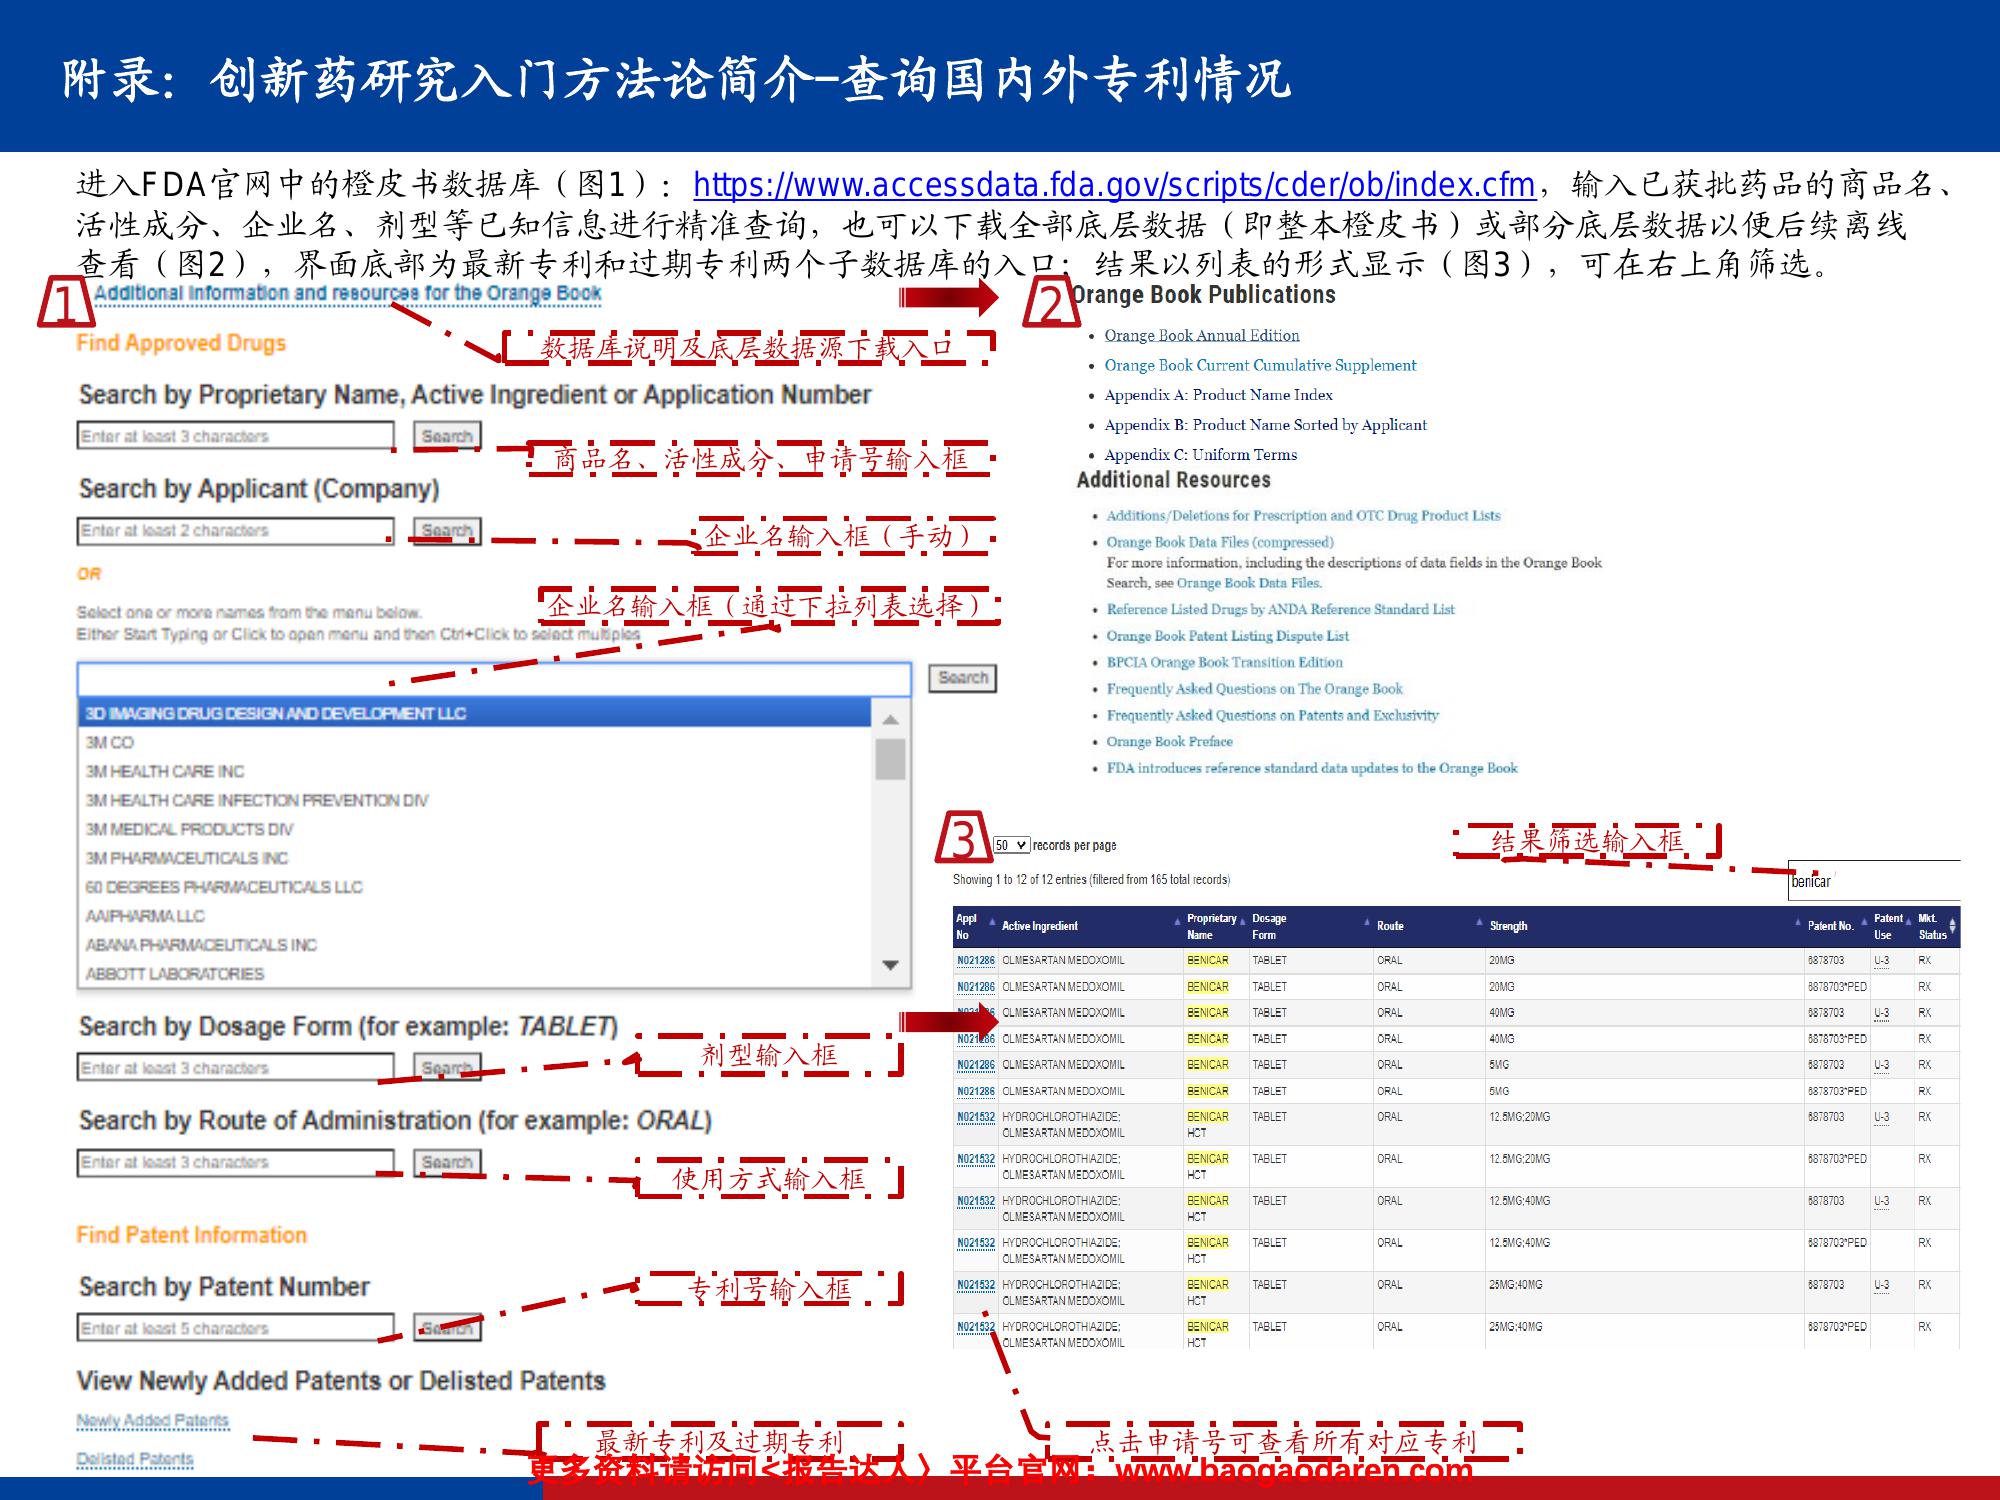 附录：创新药研究入门方法论简介—查询国内外专利情况
进入FDA官网中的橙皮书数据库（图1）：https://www.accessdata.fda.gov/scripts/cder/ob/index.cfm，输入已获批药品的商品名、
活性成分、企业名、剂型等已知信息进行精准查询，也可以下载全部底层数据（即整本橙皮书）或部分底层数据以便后续离线
查看（图2），界面底部为最新专利和过期专利两个子数据库的入口；结果以列表的形式显示（图3），可在右上角筛选。
1
Additional Information and resources for the Orange Book
数据库说明及底层数据源下载入口
Find Approved Drugs
Search by Proprietary Name, Active Ingredient or Application Number
Enter at least 3 characters Search
商品名、活性成分、申请号输入框
Search by Applicant (Company)
Enter at least 2 characters Search
企业名输入框（手动）
OR
企业名输入框（通过下拉列表选择）
Select one or more names from the menu below.
Either Start Typing or Click to open menu and then Ctrl+Click to select multiples
Search
3D IMAGING DRUG DESIGN AND DEVELOPMENT LLC
3M CO
3M HEALTH CARE INC
3M HEALTH CARE INFECTION PREVENTION DIV
3M MEDICAL PRODUCTS DIV
3M PHARMACEUTICALS INC
60 DEGREES PHARMACEUTICALS LLC
AAIPHARMA LLC
ABANA PHARMACEUTICALS INC
ABBOTT LABORATORIES
Search by Dosage Form (for example: TABLET)
Enter at least 3 characters Search
剂型输入框
Search by Route of Administration (for example: ORAL)
Enter at least 3 characters Search
使用方式输入框
Find Patent Information
Search by Patent Number
专利号输入框
Enter at least 5 characters Search
View Newly Added Patents or Delisted Patents
Newly Added Patents
最新专利及过期专利
Delisted Patents
2
Orange Book Publications
• Orange Book Annual Edition
• Orange Book Current Cumulative Supplement
• Appendix A: Product Name Index
• Appendix B: Product Name Sorted by Applicant
• Appendix C: Uniform Terms
Additional Resources
• Additions/Deletions for Prescription and OTC Drug Product Lists
• Orange Book Data Files (compressed)
For more information, including the descriptions of data fields in the Orange Book
Search, see Orange Book Data Files.
• Reference Listed Drugs by ANDA Reference Standard List
• Orange Book Patent Listing Dispute List
• BPCIA Orange Book Transition Edition
• Frequently Asked Questions on The Orange Book
• Frequently Asked Questions on Patents and Exclusivity
• Orange Book Preface
• FDA introduces reference standard data updates to the Orange Book
3
50 records per page
结果筛选输入框
Showing 1 to 12 of 12 entries (filtered from 165 total records)
benicar
Appl No Active Ingredient Proprietary Name Dosage Form Route Strength Patent No. Patent Use Mkt. Status
N021286 OLMESARTAN MEDOXOMIL BENICAR TABLET ORAL 20MG 6878703 U-3 RX
N021286 OLMESARTAN MEDOXOMIL BENICAR TABLET ORAL 20MG 6878703*PED RX
N021286 OLMESARTAN MEDOXOMIL BENICAR TABLET ORAL 40MG 6878703 U-3 RX
N021286 OLMESARTAN MEDOXOMIL BENICAR TABLET ORAL 40MG 6878703*PED RX
N021286 OLMESARTAN MEDOXOMIL BENICAR TABLET ORAL 5MG 6878703 U-3 RX
N021286 OLMESARTAN MEDOXOMIL BENICAR TABLET ORAL 5MG 6878703*PED RX
N021532 HYDROCHLOROTHIAZIDE; OLMESARTAN MEDOXOMIL BENICAR HCT TABLET ORAL 12.5MG;20MG 6878703 U-3 RX
N021532 HYDROCHLOROTHIAZIDE; OLMESARTAN MEDOXOMIL BENICAR HCT TABLET ORAL 12.5MG;20MG 6878703*PED RX
N021532 HYDROCHLOROTHIAZIDE; OLMESARTAN MEDOXOMIL BENICAR HCT TABLET ORAL 12.5MG;40MG 6878703 U-3 RX
N021532 HYDROCHLOROTHIAZIDE; OLMESARTAN MEDOXOMIL BENICAR HCT TABLET ORAL 12.5MG;40MG 6878703*PED RX
N021532 HYDROCHLOROTHIAZIDE; OLMESARTAN MEDOXOMIL BENICAR HCT TABLET ORAL 25MG;40MG 6878703 U-3 RX
N021532 HYDROCHLOROTHIAZIDE; OLMESARTAN MEDOXOMIL BENICAR HCT TABLET ORAL 25MG;40MG 6878703*PED RX
点击申请号可查看所有对应专利
更多资料请访问<报告达人〉平台官网：www.baogaodaren.com